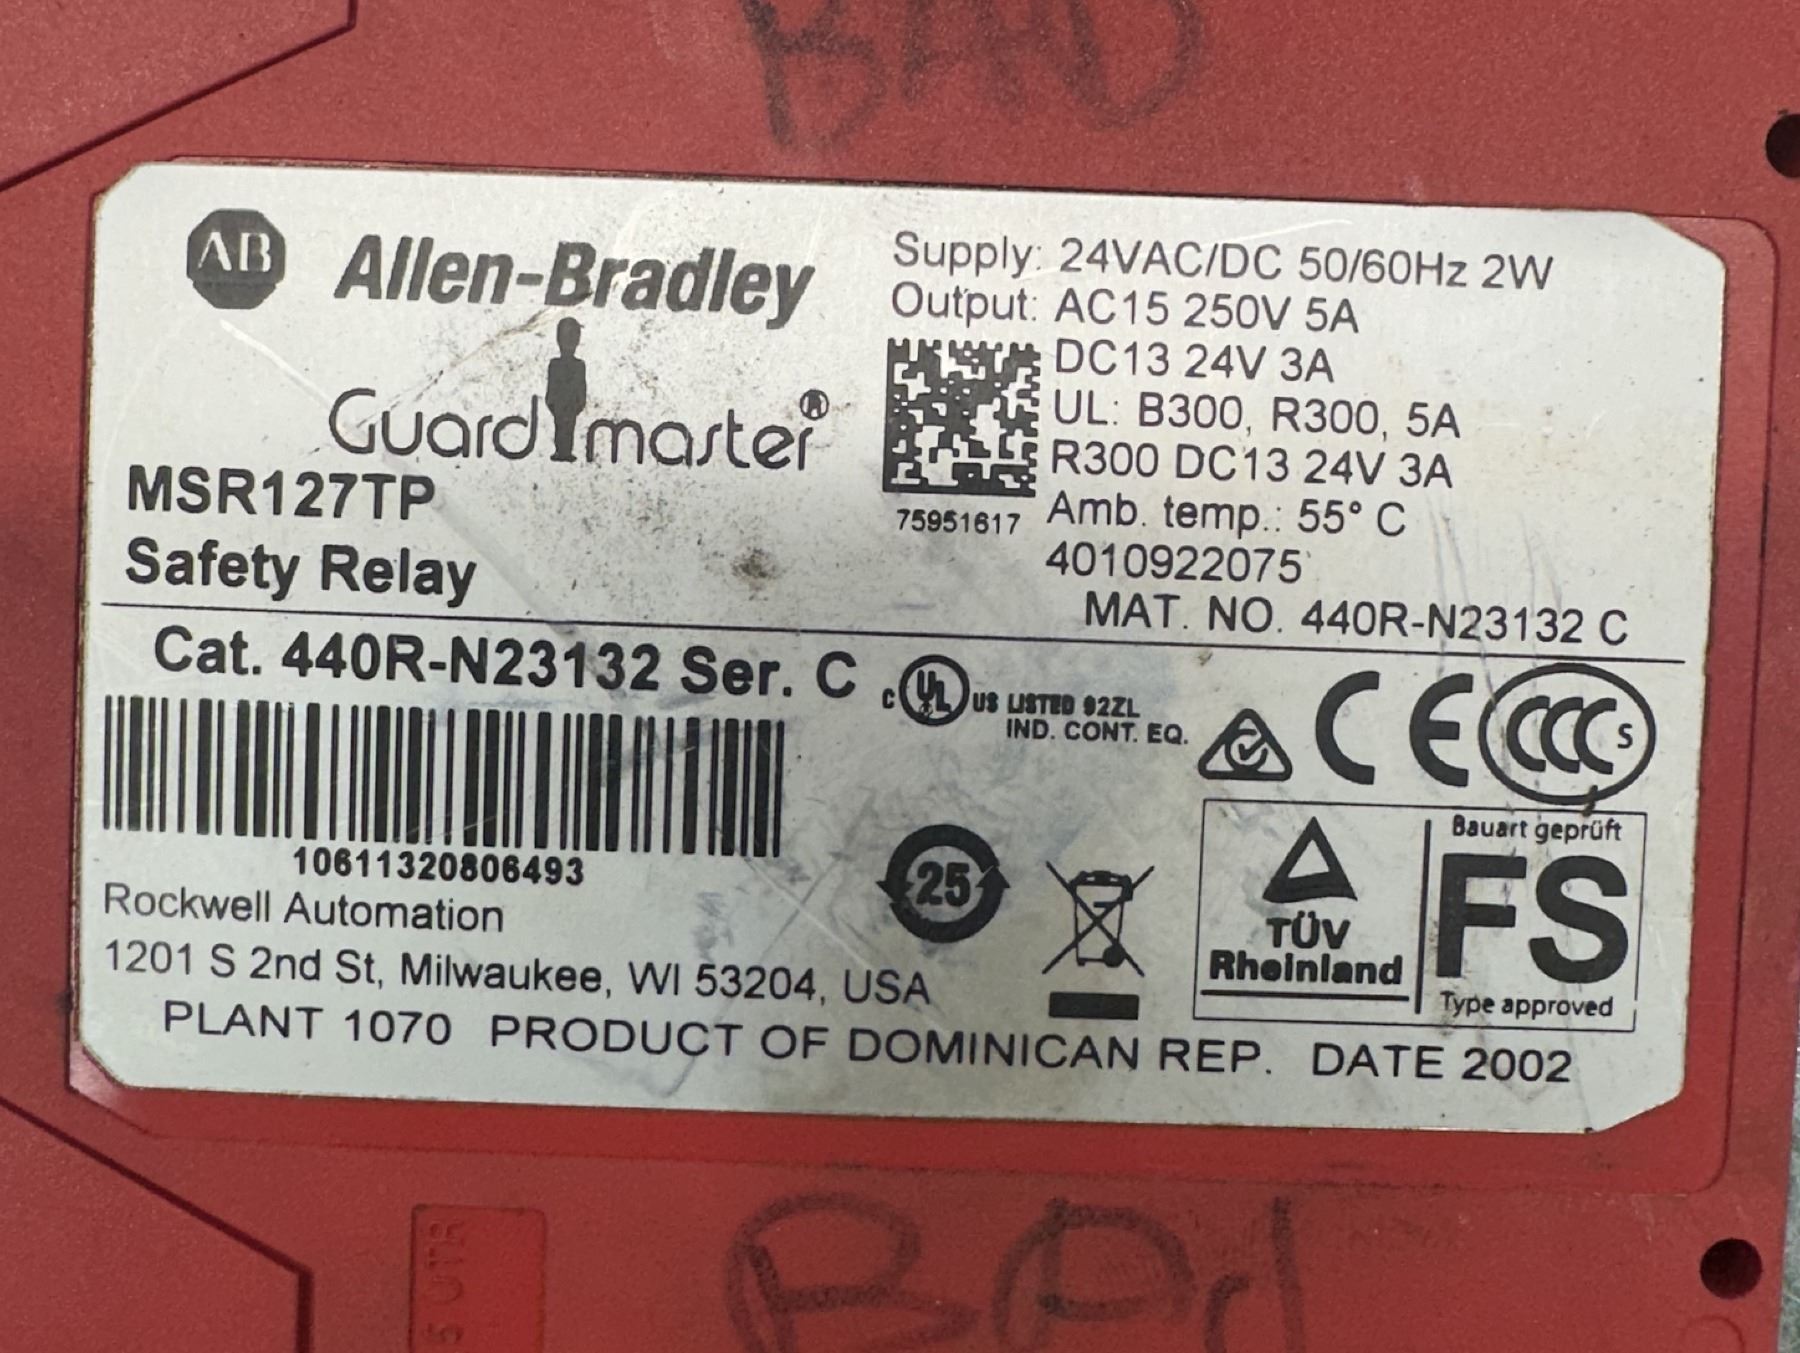 BAD
AB Allen-Bradley
Guardmaster®
MSR127TP
Safety Relay
Supply: 24VAC/DC 50/60Hz 2W
Output: AC15 250V 5A
DC13 24V 3A
UL: B300, R300, 5A
R300 DC13 24V 3A
75951617
Amb. temp.: 55° C
4010922075
MAT. NO. 440R-N23132 C
Cat. 440R-N23132 Ser. C
C UL US LISTED 92ZL
IND. CONT. EQ.
CE
CCC S
10611320806493
Rockwell Automation
1201 S 2nd St, Milwaukee, WI 53204, USA
25
TÜV
Rheinland
Bauart geprüft
FS
Type approved
PLANT 1070 PRODUCT OF DOMINICAN REP. DATE 2002
BAd